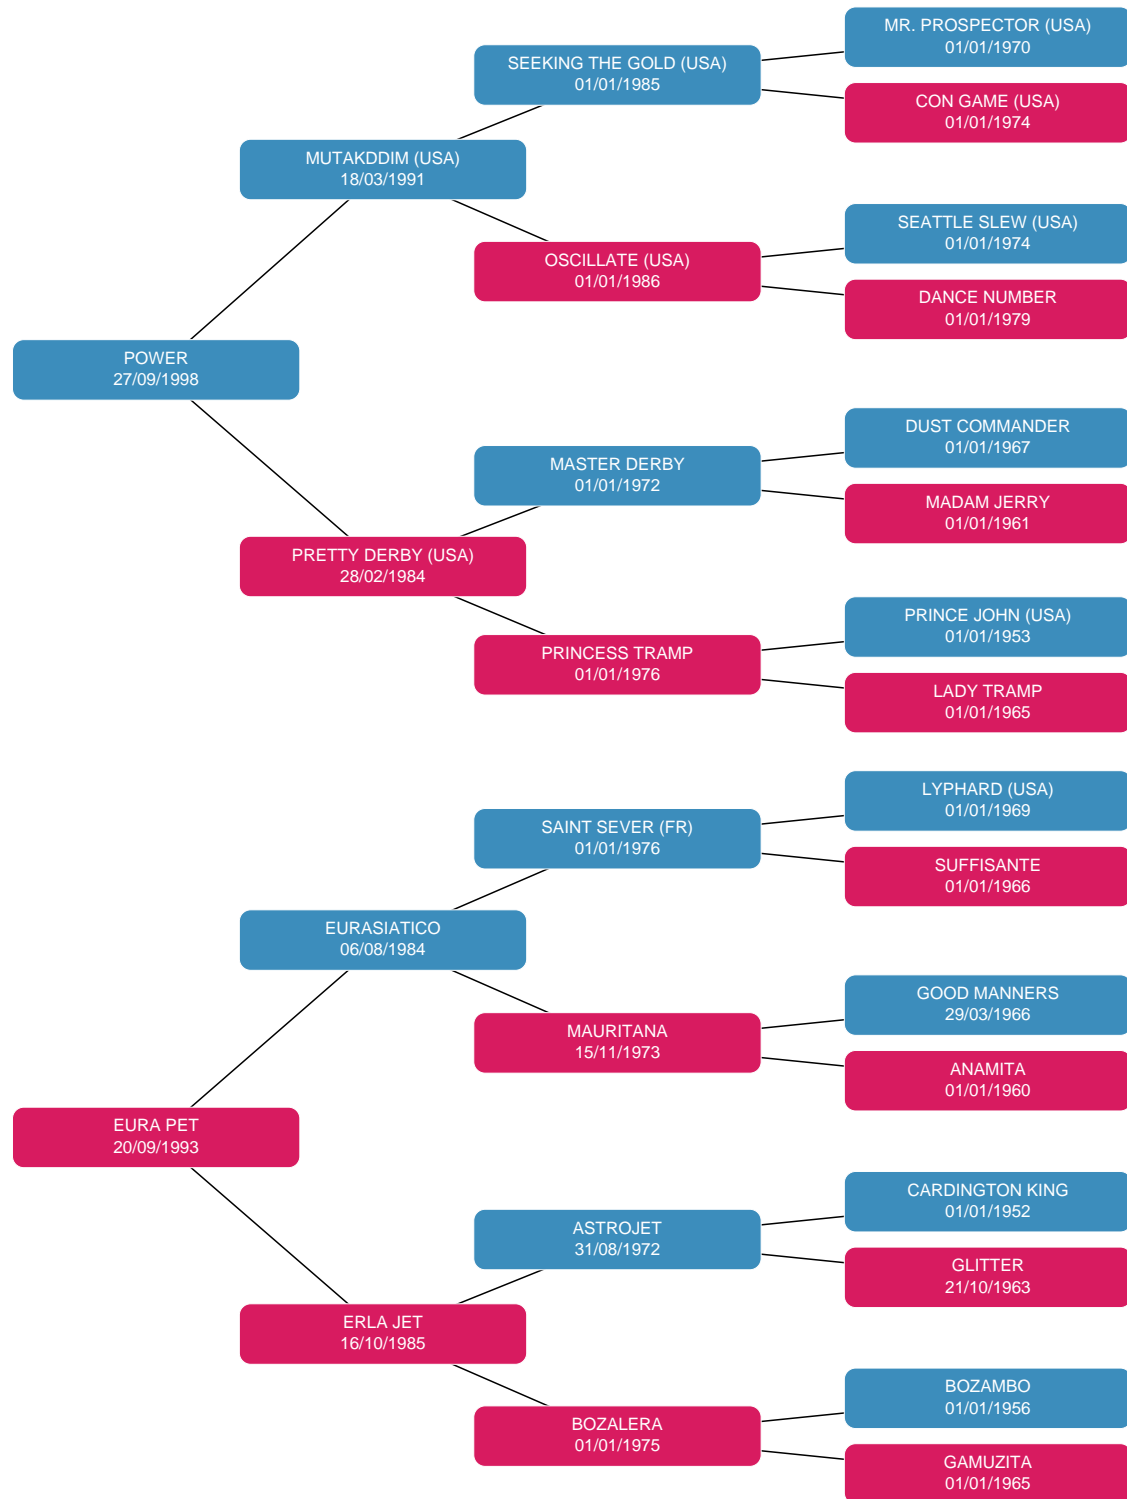 MR. PROSPECTOR (USA)
01/01/1970
SEEKING THE GOLD (USA)
01/01/1985
CON GAME (USA)
01/01/1974
MUTAKDDIM (USA)
18/03/1991
SEATTLE SLEW (USA)
01/01/1974
OSCILLATE (USA)
01/01/1986
DANCE NUMBER
01/01/1979
POWER
27/09/1998
DUST COMMANDER
01/01/1967
MASTER DERBY
01/01/1972
MADAM JERRY
01/01/1961
PRETTY DERBY (USA)
28/02/1984
PRINCE JOHN (USA)
01/01/1953
PRINCESS TRAMP
01/01/1976
LADY TRAMP
01/01/1965
LYPHARD (USA)
01/01/1969
SAINT SEVER (FR)
01/01/1976
SUFFISANTE
01/01/1966
EURASIATICO
06/08/1984
GOOD MANNERS
29/03/1966
MAURITANA
15/11/1973
ANAMITA
01/01/1960
EURA PET
20/09/1993
CARDINGTON KING
01/01/1952
ASTROJET
31/08/1972
GLITTER
21/10/1963
ERLA JET
16/10/1985
BOZAMBO
01/01/1956
BOZALERA
01/01/1975
GAMUZITA
01/01/1965